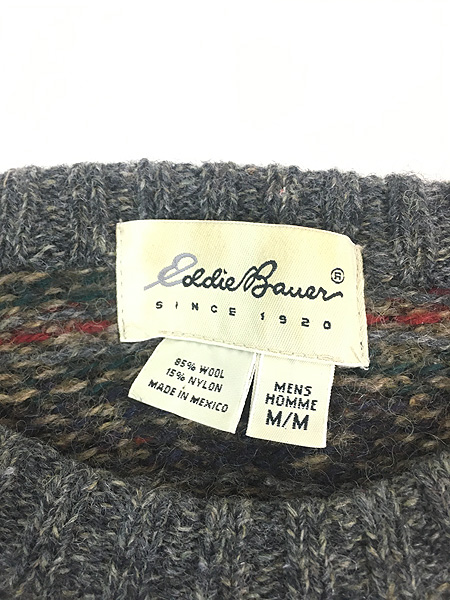 Eddie Bauer ®
SINCE 1920
85% WOOL
15% NYLON
MADE IN MEXICO
MENS
HOMME
M/M